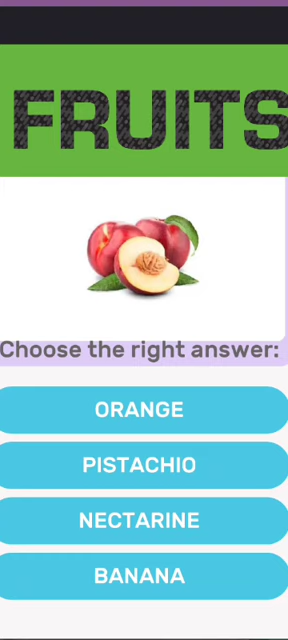 FRUITS
Choose the right answer:
ORANGE
PISTACHIO
NECTARINE
BANANA